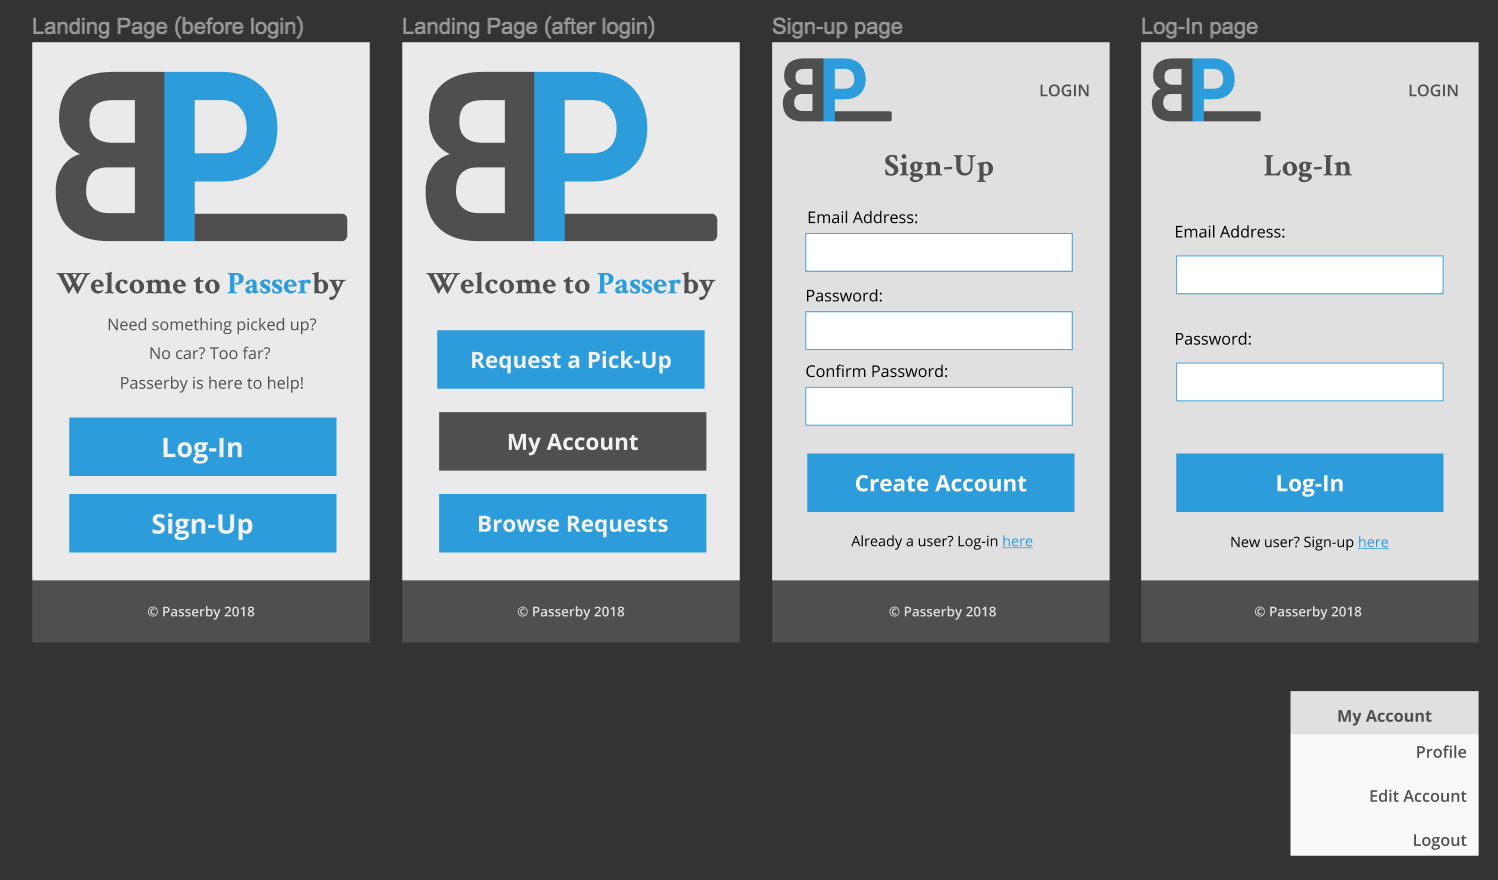 Landing Page (before login)
BP
Welcome to Passerby
Need something picked up?
No car? Too far?
Passerby is here to help!
Log-In
Sign-Up
© Passerby 2018
Landing Page (after login)
BP
Welcome to Passerby
Request a Pick-Up
My Account
Browse Requests
© Passerby 2018
Sign-up page
BP
LOGIN
Sign-Up
Email Address:
Password:
Confirm Password:
Create Account
Already a user? Log-in here
© Passerby 2018
Log-In page
BP
LOGIN
Log-In
Email Address:
Password:
Log-In
New user? Sign-up here
© Passerby 2018
My Account
Profile
Edit Account
Logout